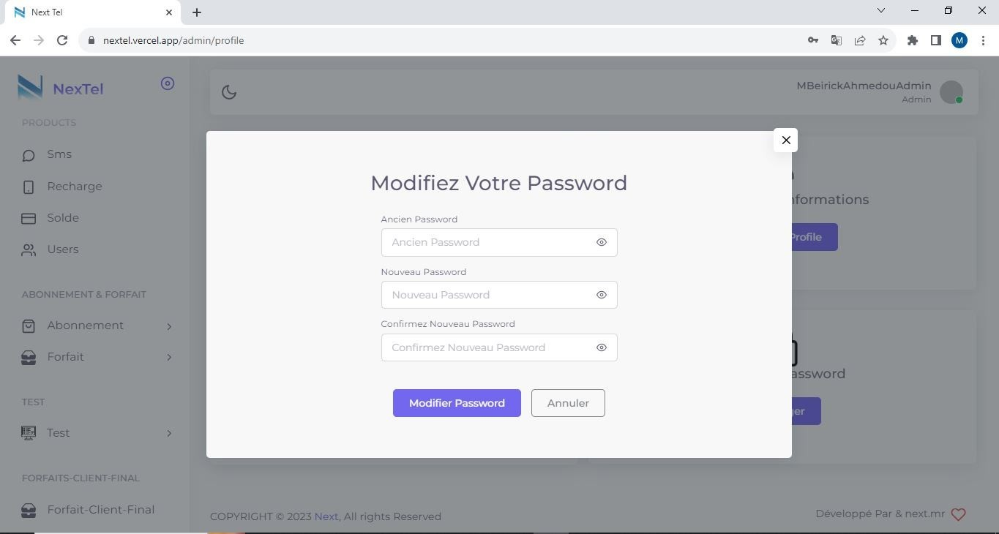 Next Tel
nextel.vercel.app/admin/profile
M
NexTel
MBeirickAhmedouAdmin
Admin
PRODUCTS
Sms
Recharge
Solde
Users
ABONNEMENT & FORFAIT
Abonnement
Forfait
TEST
Test
FORFAITS-CLIENT-FINAL
Forfait-Client-Final
Modifiez Votre Password
Ancien Password
Ancien Password
Nouveau Password
Nouveau Password
Confirmez Nouveau Password
Confirmez Nouveau Password
Modifier Password Annuler
nformations
Profile
assword
ger
COPYRIGHT © 2023 Next, All rights Reserved
Développé Par & next.mr